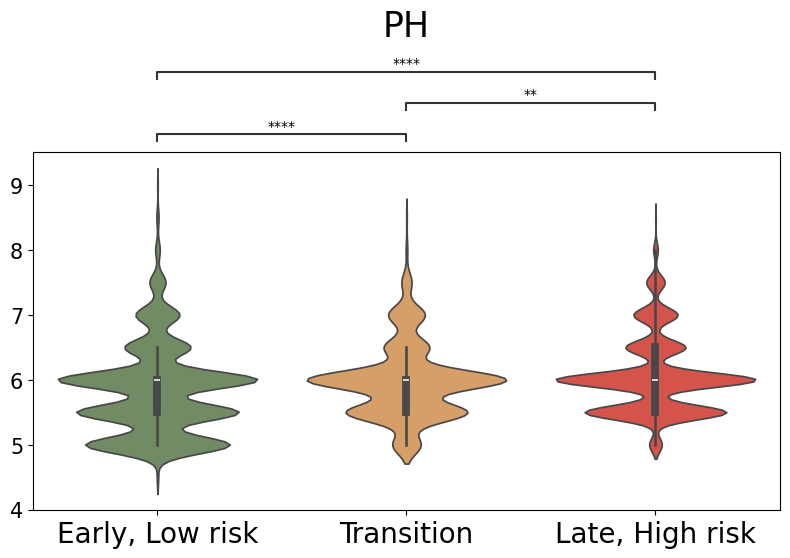 PH
****
**
****
9
8
7
6
5
4
Early, Low risk
Transition
Late, High risk